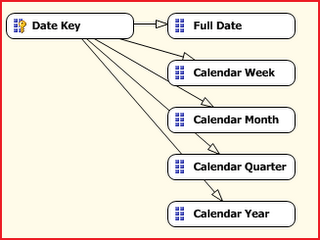 Date Key
Full Date
Calendar Week
Calendar Month
Calendar Quarter
Calendar Year